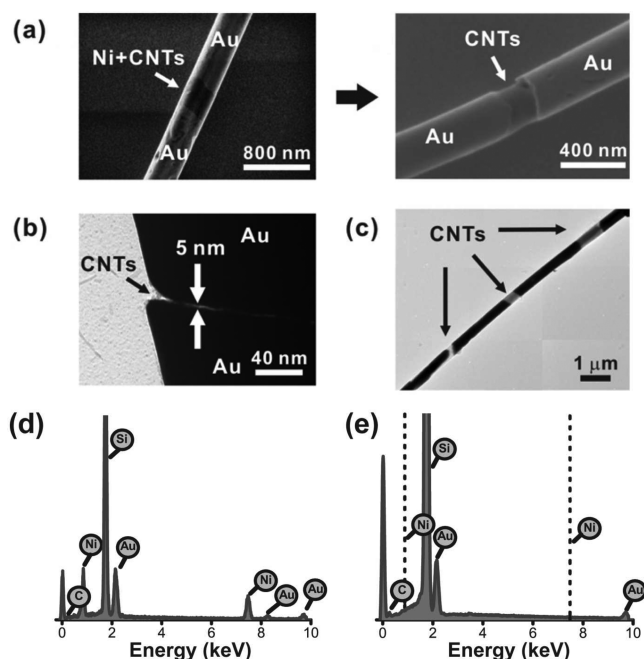 (a)
Ni+CNTs
Au
Au
800 nm
CNTs
Au
Au
400 nm
(b)
CNTs
5 nm
Au
Au
40 nm
(c)
CNTs
1 μm
(d)
Si
Ni
Au
C
Ni
Au
Au
0 2 4 6 8 10
Energy (keV)
(e)
Si
Ni
Au
C
Ni
Au
0 2 4 6 8 10
Energy (keV)